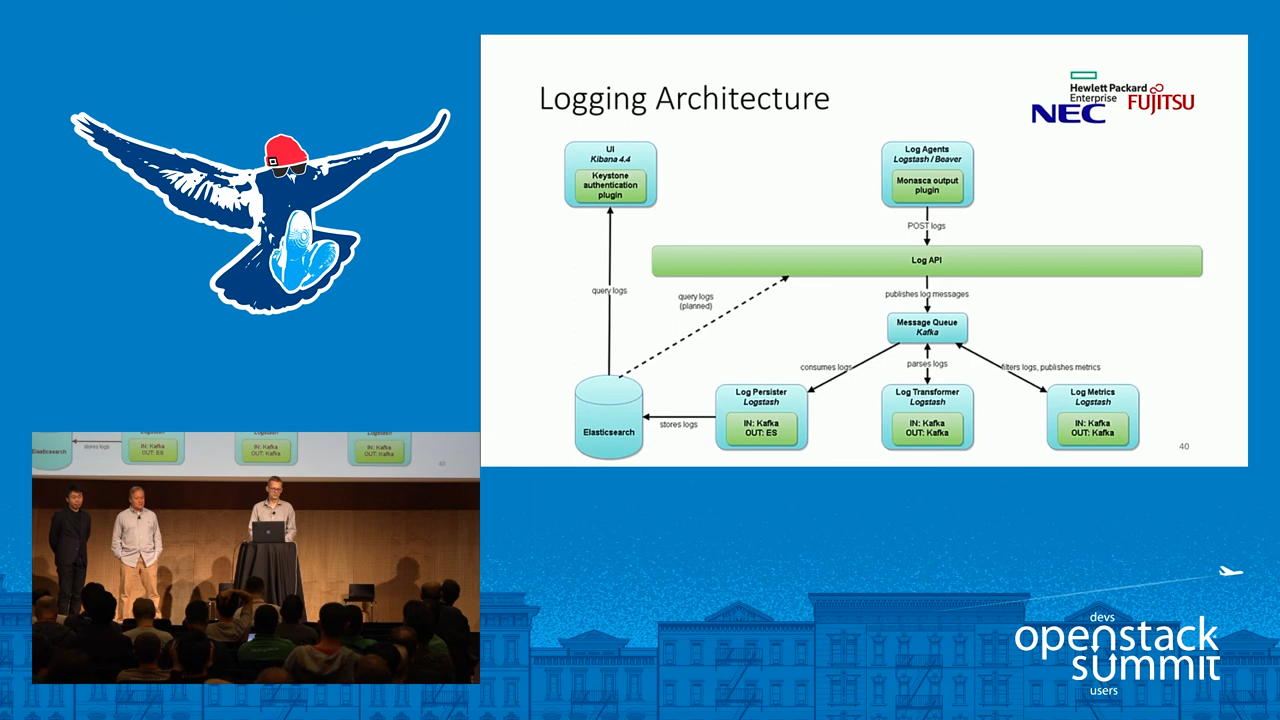 Logging Architecture
Hewlett Packard
Enterprise
NEC
FUJITSU
UI
Kibana 4.4
Keystone
authentication
plugin
Log Agents
Logstash / Beaver
Monasca output
plugin
POST logs
Log API
query logs
query logs
(planned)
publishes log messages
Message Queue
Kafka
consumes logs
parses logs
filters logs, publishes metrics
Elasticsearch
stores logs
Log Persister
Logstash
IN: Kafka
OUT: ES
Log Transformer
Logstash
IN: Kafka
OUT: Kafka
Log Metrics
Logstash
IN: Kafka
OUT: Kafka
40
Elasticsearch
stores logs
IN: Kafka
OUT: ES
IN: Kafka
OUT: Kafka
IN: Kafka
OUT: Kafka
40
devs
openstack
summit
users